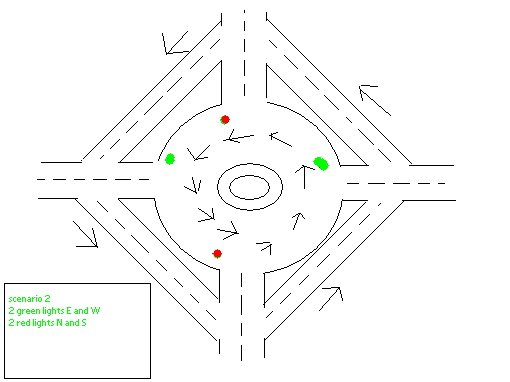 scenario 2
2 green lights E and W
2 red lights N and S